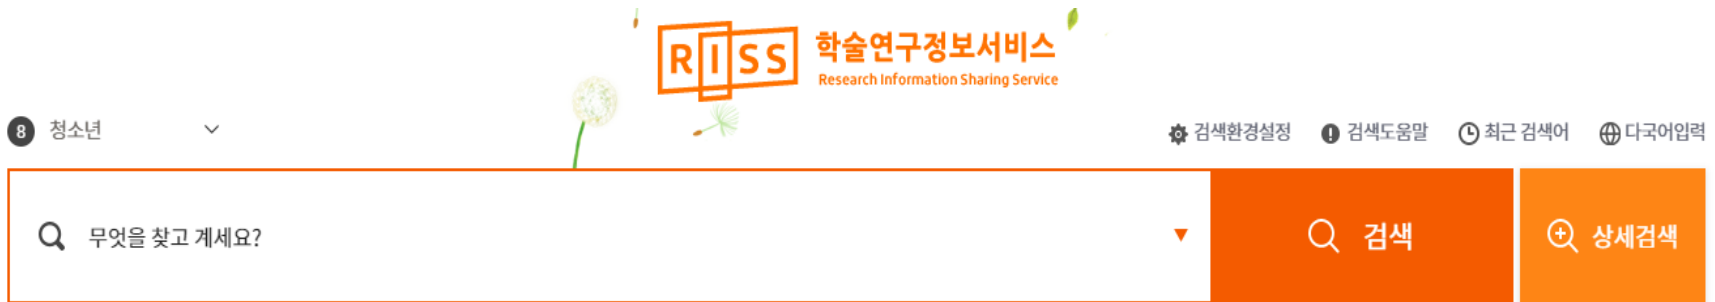 RISS 학술연구정보서비스
Research Information Sharing Service
8 청소년
검색환경설정 검색도움말 최근 검색어 다국어입력
무엇을 찾고 계세요? 검색 상세검색